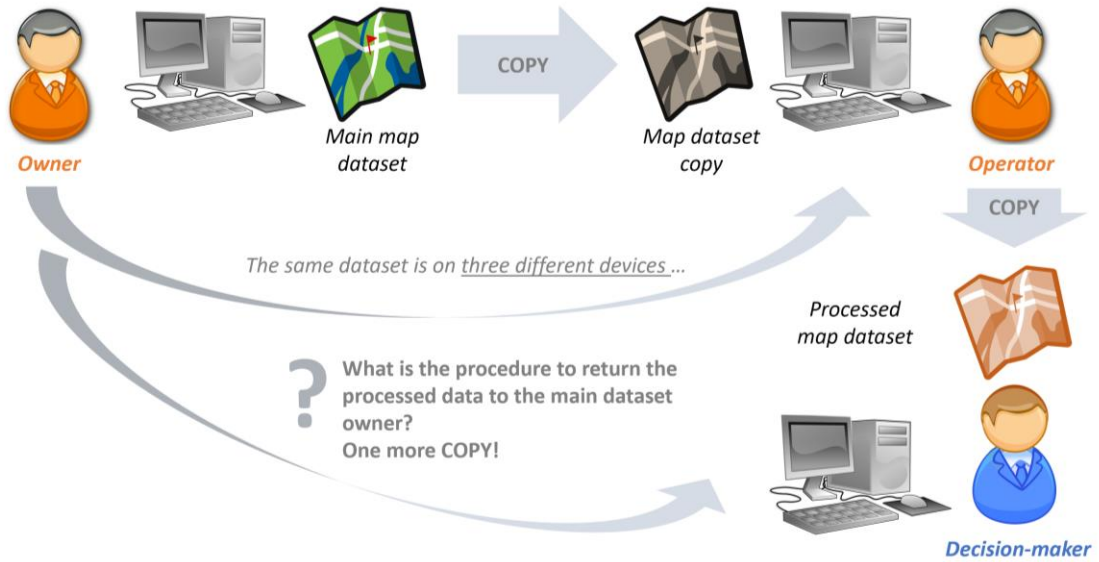 COPY
Main map
dataset
Map dataset
copy
Owner
Operator
COPY
The same dataset is on three different devices …
Processed
map dataset
? What is the procedure to return the
processed data to the main dataset
owner?
One more COPY!
Decision-maker